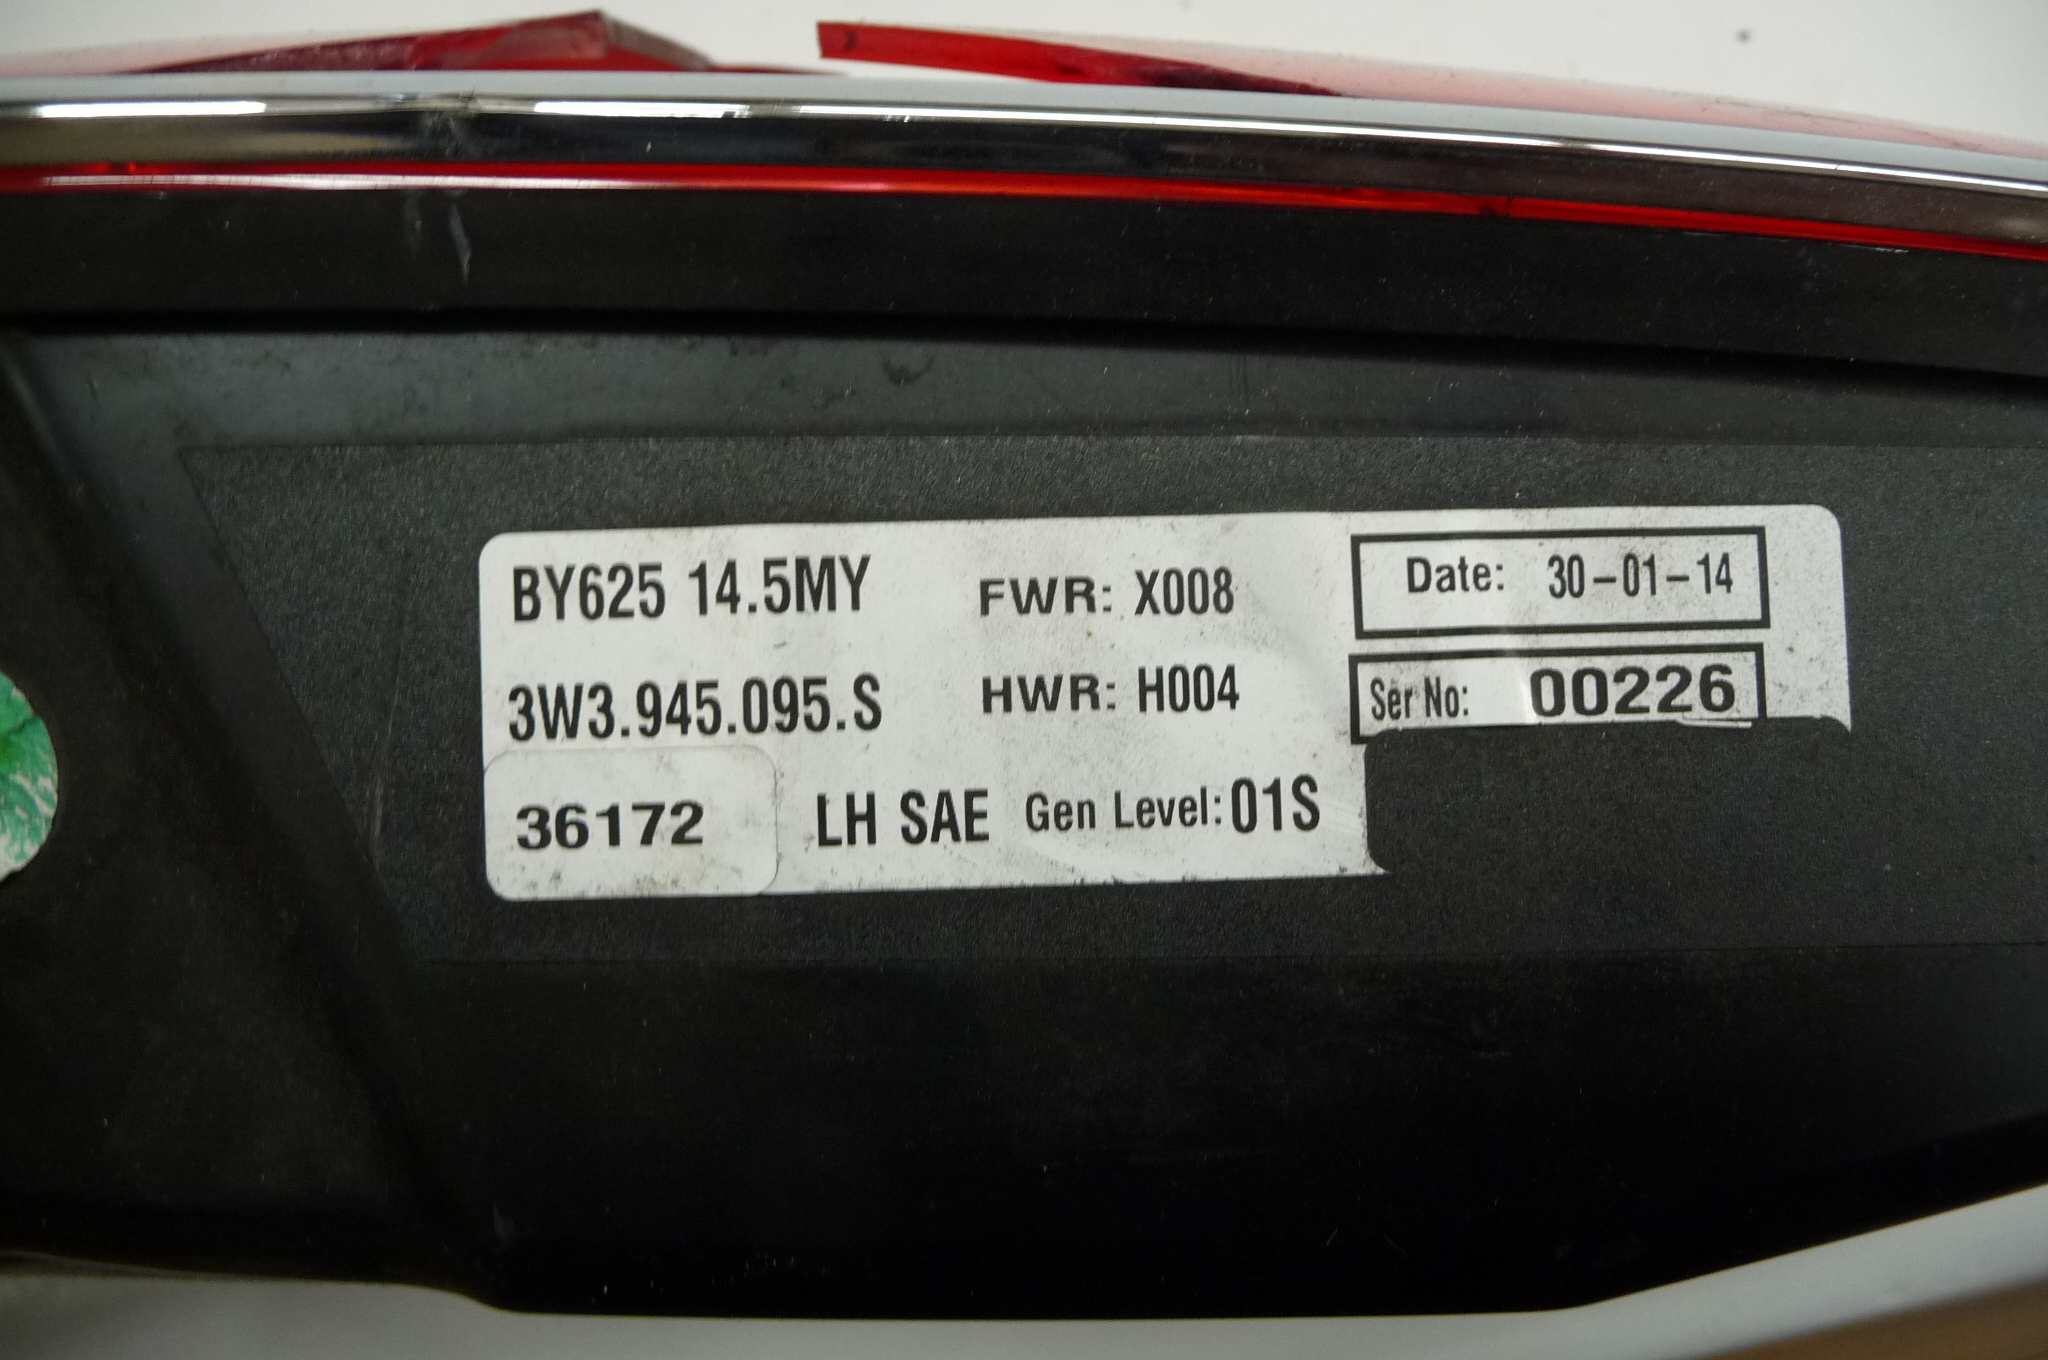 BY625 14.5MY FWR: X008 Date: 30-01-14
3W3.945.095.S HWR: H004 Ser No: 00226
36172 LH SAE Gen Level: 01S